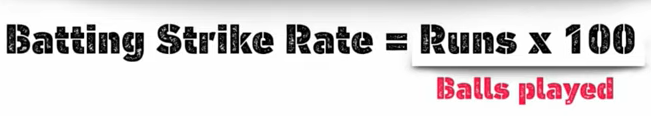 Batting Strike Rate = Runs x 100
Balls played